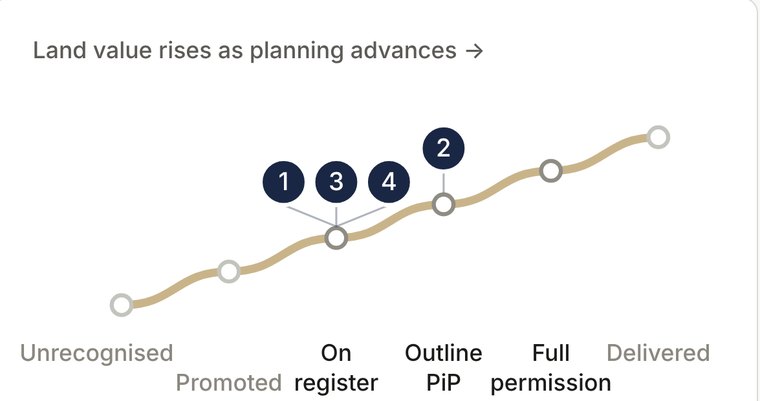 Land value rises as planning advances →
2
1 3 4
Unrecognised On Outline Full Delivered
Promoted register PiP permission